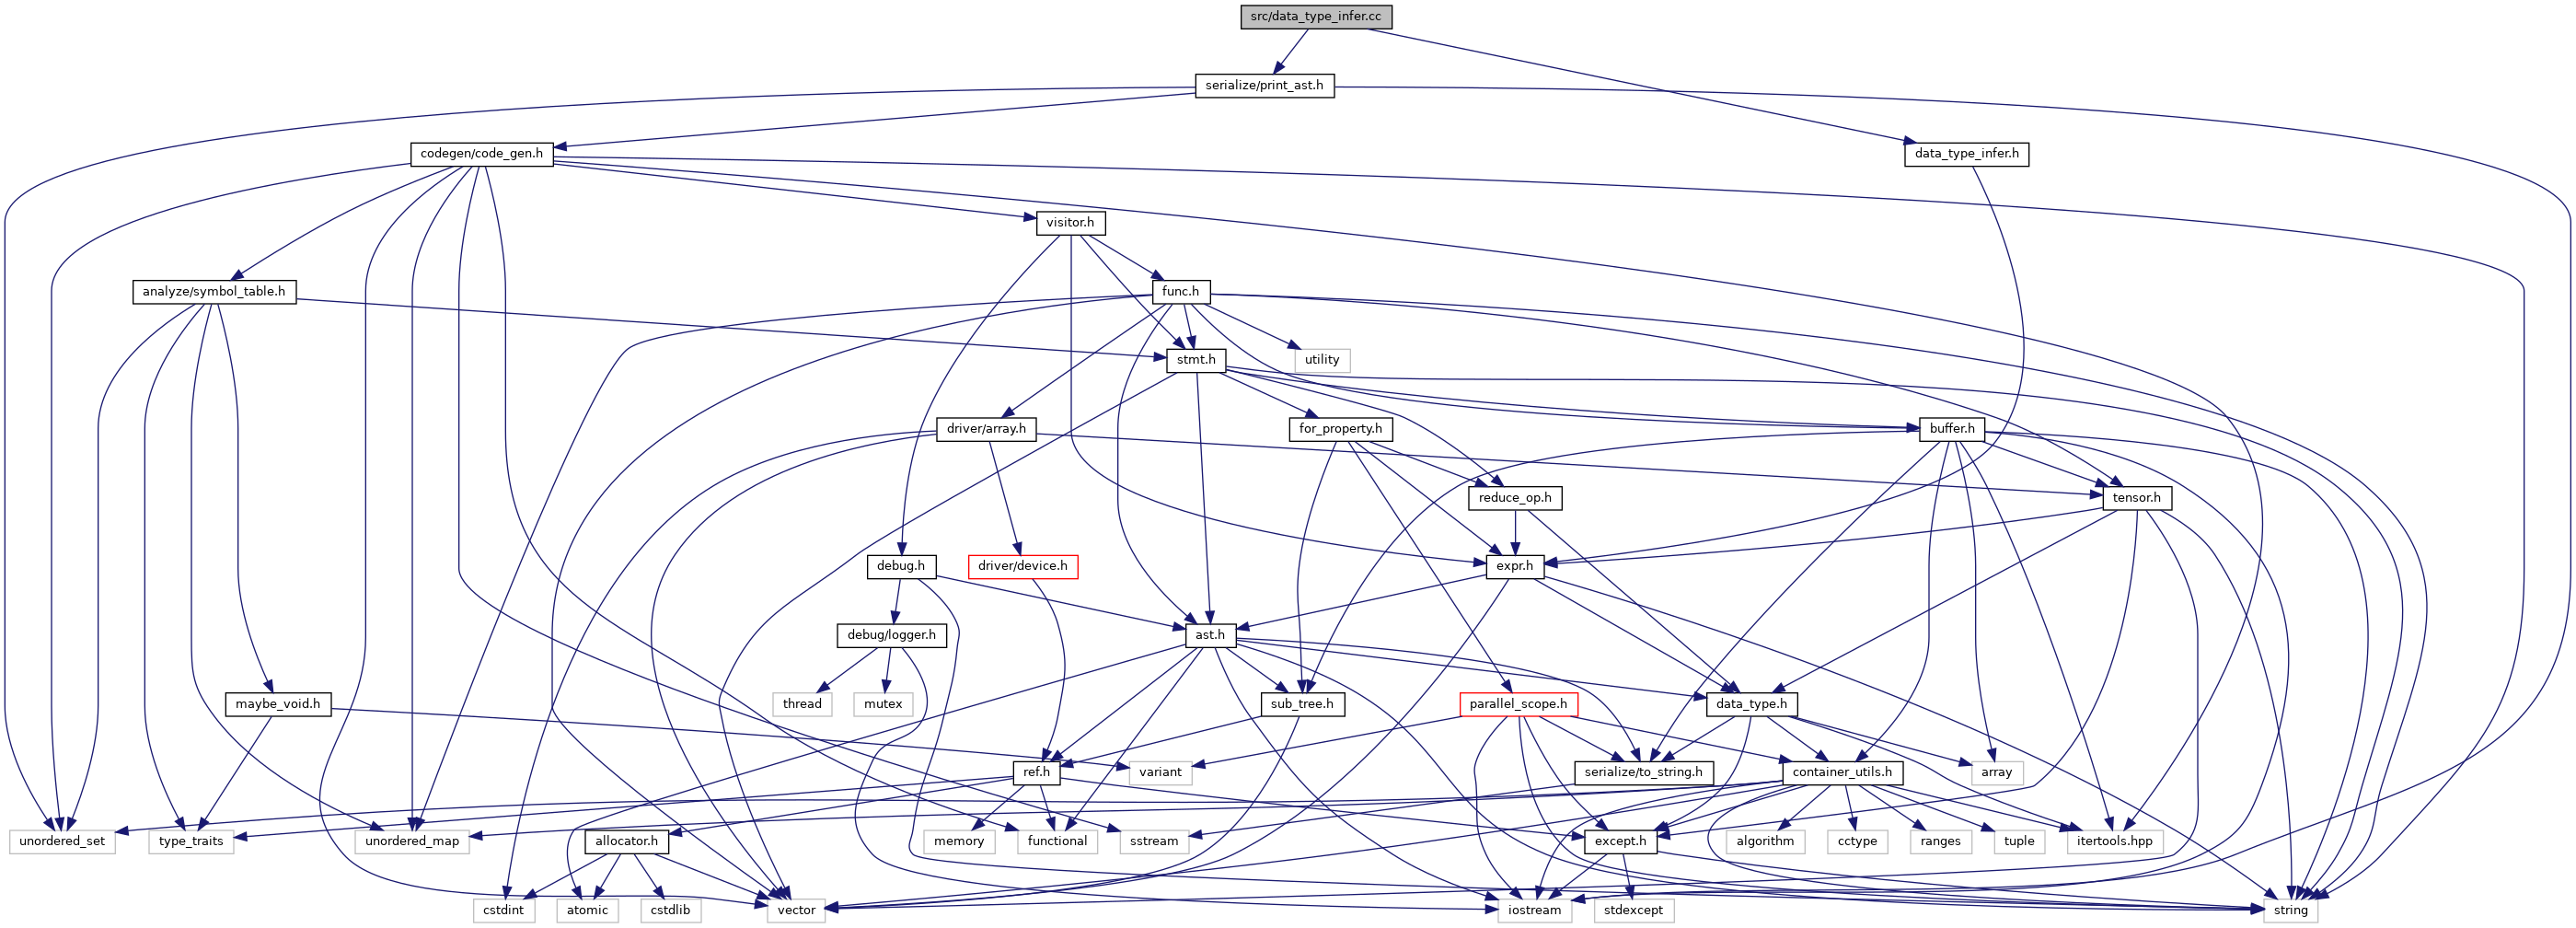 src/data_type_infer.cc
serialize/print_ast.h
codegen/code_gen.h
data_type_infer.h
visitor.h
analyze/symbol_table.h
func.h
stmt.h
utility
driver/array.h
for_property.h
buffer.h
reduce_op.h
tensor.h
debug.h
driver/device.h
expr.h
debug/logger.h
ast.h
maybe_void.h
thread
mutex
sub_tree.h
parallel_scope.h
data_type.h
ref.h
variant
serialize/to_string.h
container_utils.h
array
unordered_set
type_traits
unordered_map
allocator.h
memory
functional
sstream
except.h
algorithm
cctype
ranges
tuple
itertools.hpp
cstdint
atomic
cstdlib
vector
iostream
stdexcept
string